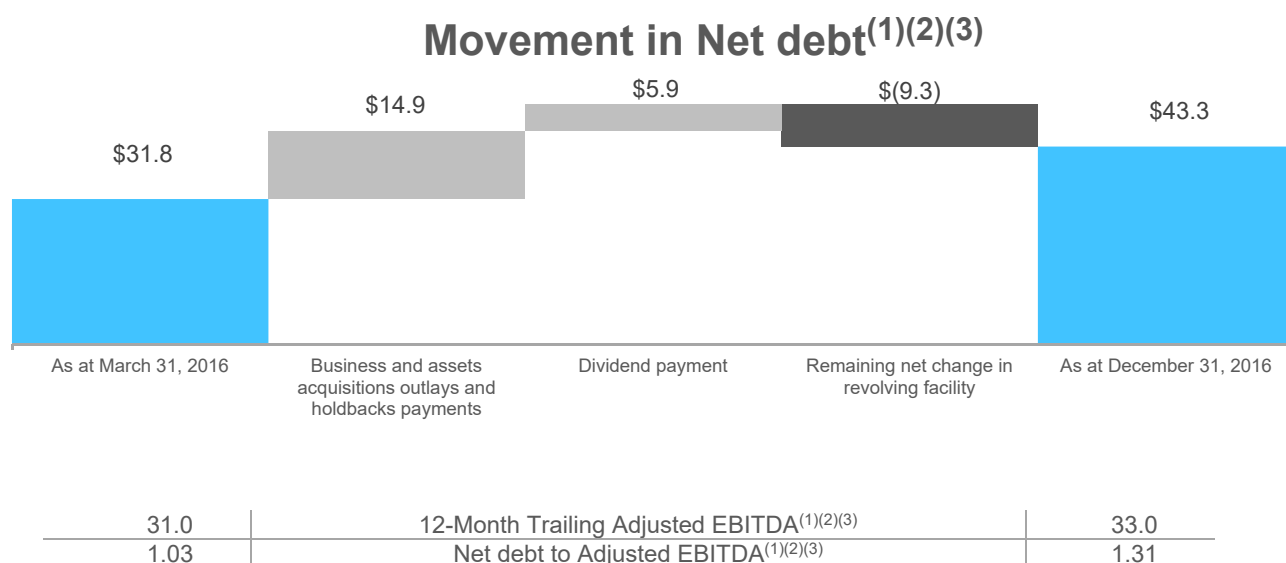 Movement in Net debt(1)(2)(3)
$31.8
$14.9
$5.9
$(9.3)
$43.3
As at March 31, 2016
Business and assets
acquisitions outlays and
holdbacks payments
Dividend payment
Remaining net change in
revolving facility
As at December 31, 2016
31.0 12-Month Trailing Adjusted EBITDA(1)(2)(3) 33.0
1.03 Net debt to Adjusted EBITDA(1)(2)(3) 1.31